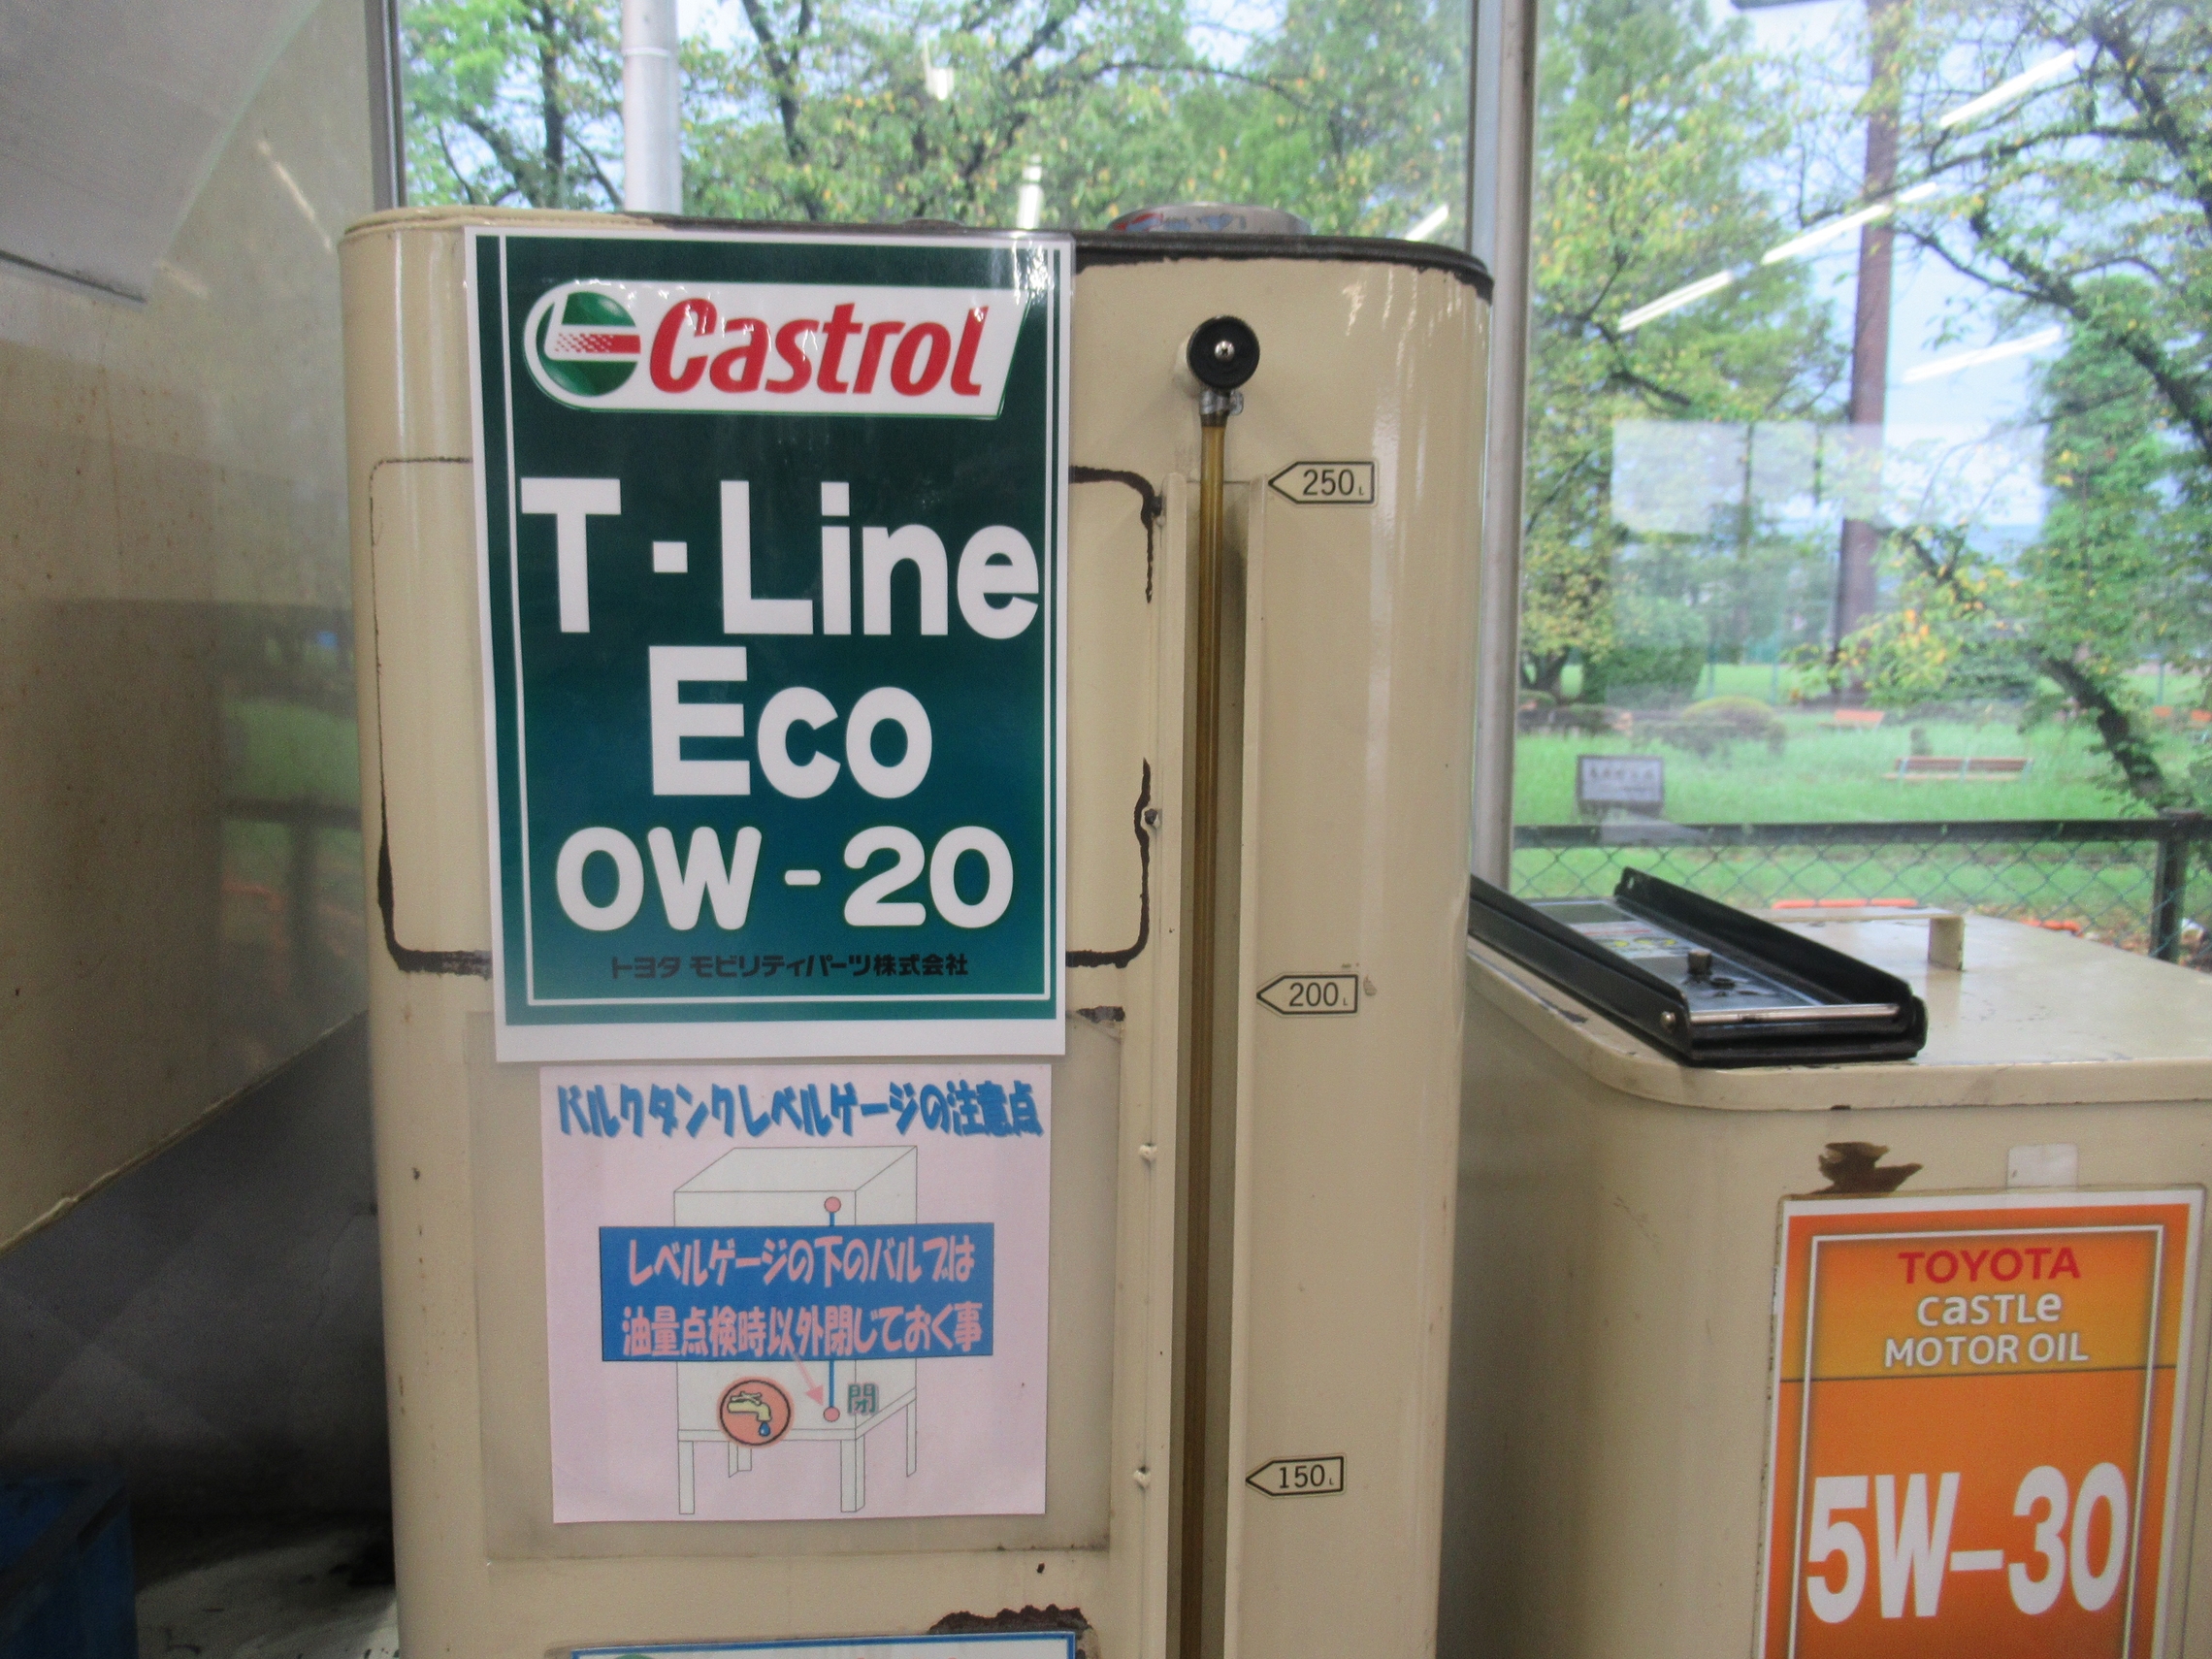 Castrol
T・Line
Eco
0W-20
トヨタ モビリティパーツ株式会社
バルクタンクレベルゲージの注意点
レベルゲージの下のバルブは
油量点検時以外閉じておく事
閉
250L
200L
150L
TOYOTA
CaSTLe
MOTOR OIL
5W-30